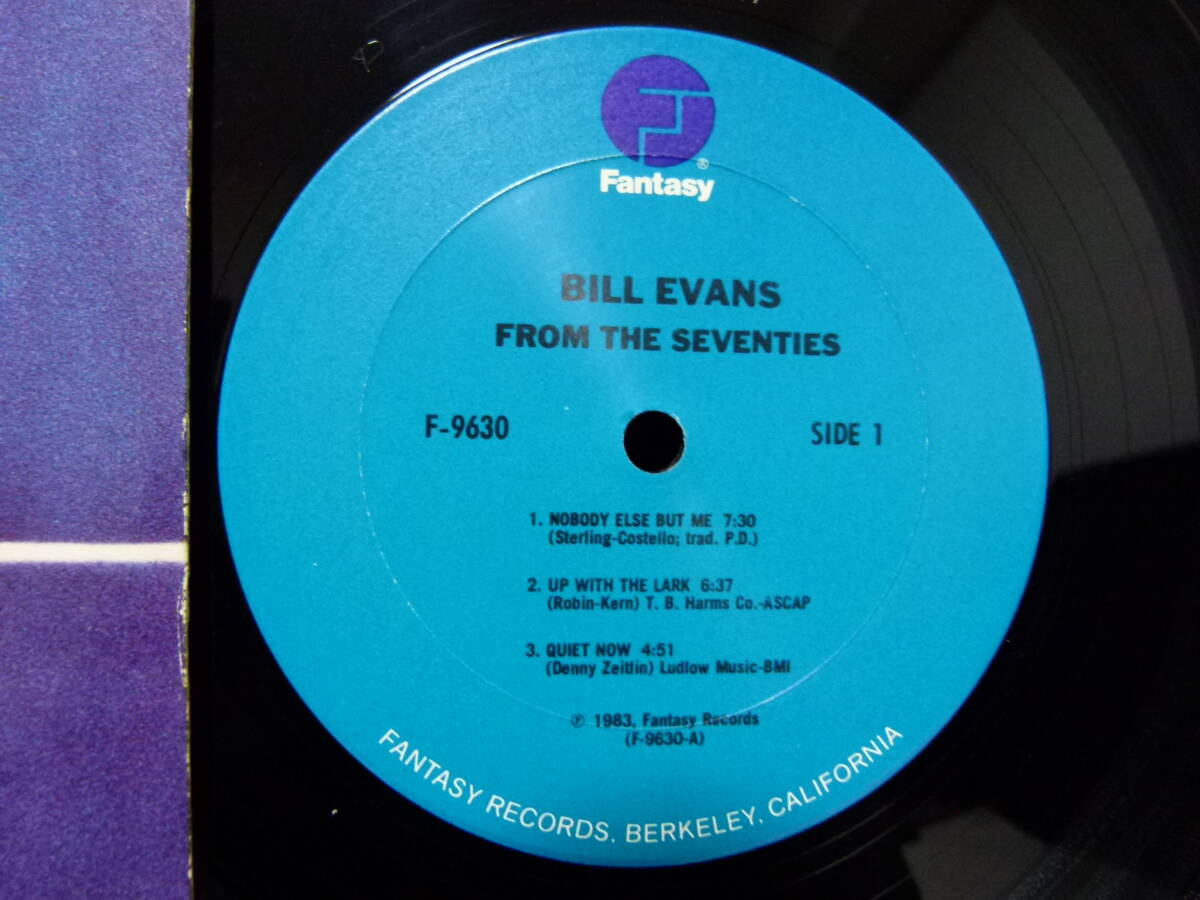 Fantasy®
BILL EVANS
FROM THE SEVENTIES
F-9630
SIDE 1
1. NOBODY ELSE BUT ME 7:30
(Sterling-Costello; trad. P.D.)
2. UP WITH THE LARK 6:37
(Robin-Kern) T. B. Harms Co.-ASCAP
3. QUIET NOW 4:51
(Denny Zeitlin) Ludlow Music-BMI
℗ 1983, Fantasy Records
(F-9630-A)
FANTASY RECORDS, BERKELEY, CALIFORNIA